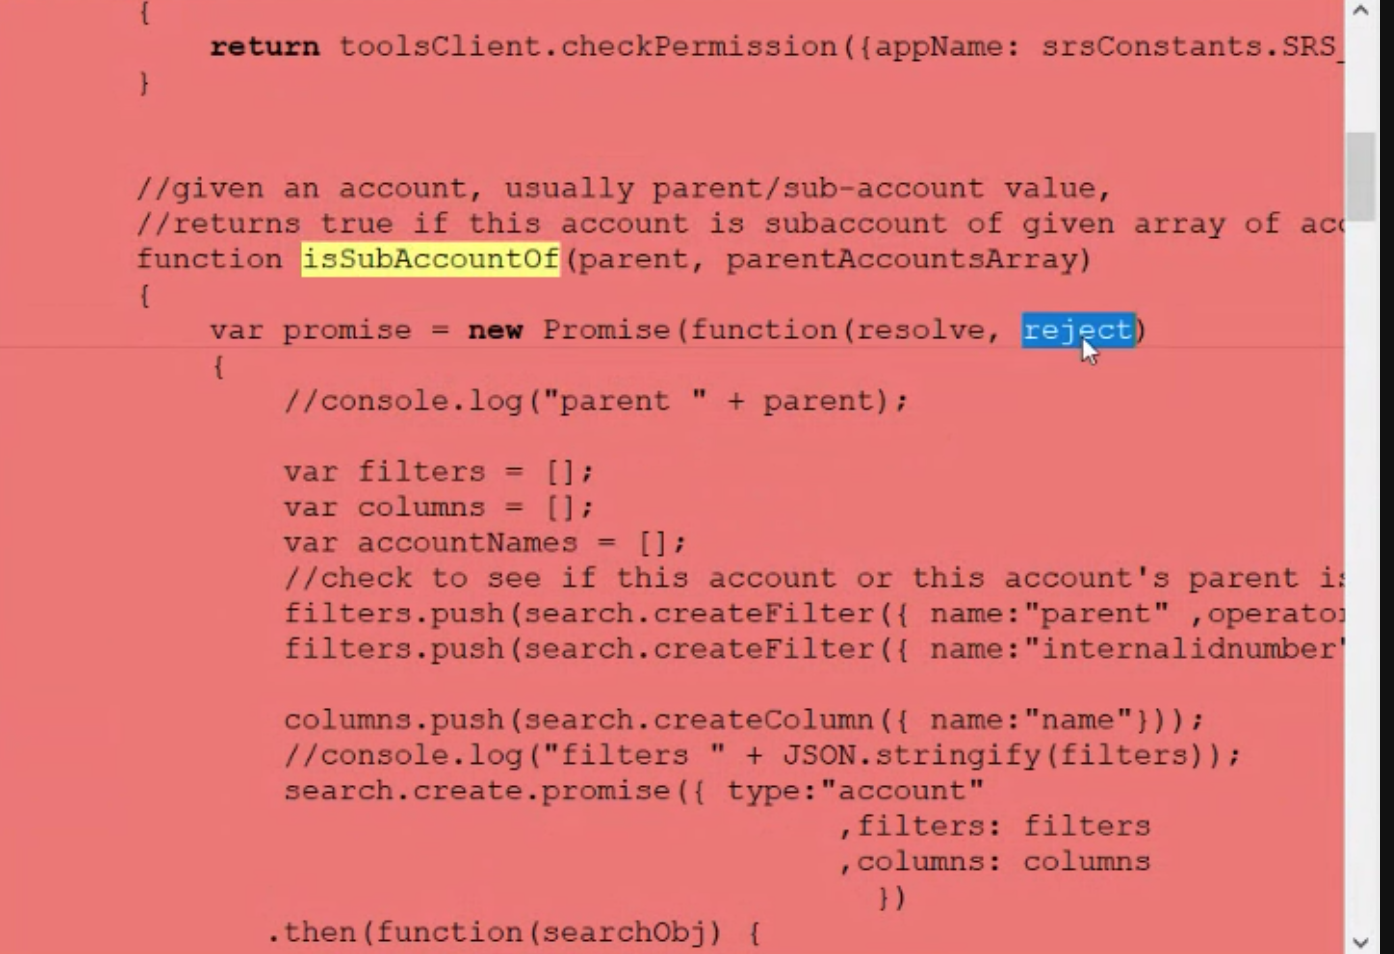 {
return toolsClient.checkPermission({appName: srsConstants.SRS_
}
//given an account, usually parent/sub-account value,
//returns true if this account is subaccount of given array of acc
function isSubAccountOf(parent, parentAccountsArray)
{
var promise = new Promise(function(resolve, reject)
{
//console.log("parent " + parent);
var filters = [];
var columns = [];
var accountNames = [];
//check to see if this account or this account's parent is
filters.push(search.createFilter({ name:"parent" ,operator
filters.push(search.createFilter({ name:"internalidnumber"
columns.push(search.createColumn({ name:"name"}));
//console.log("filters " + JSON.stringify(filters));
search.create.promise({ type:"account"
,filters: filters
,columns: columns
})
.then(function(searchObj) {